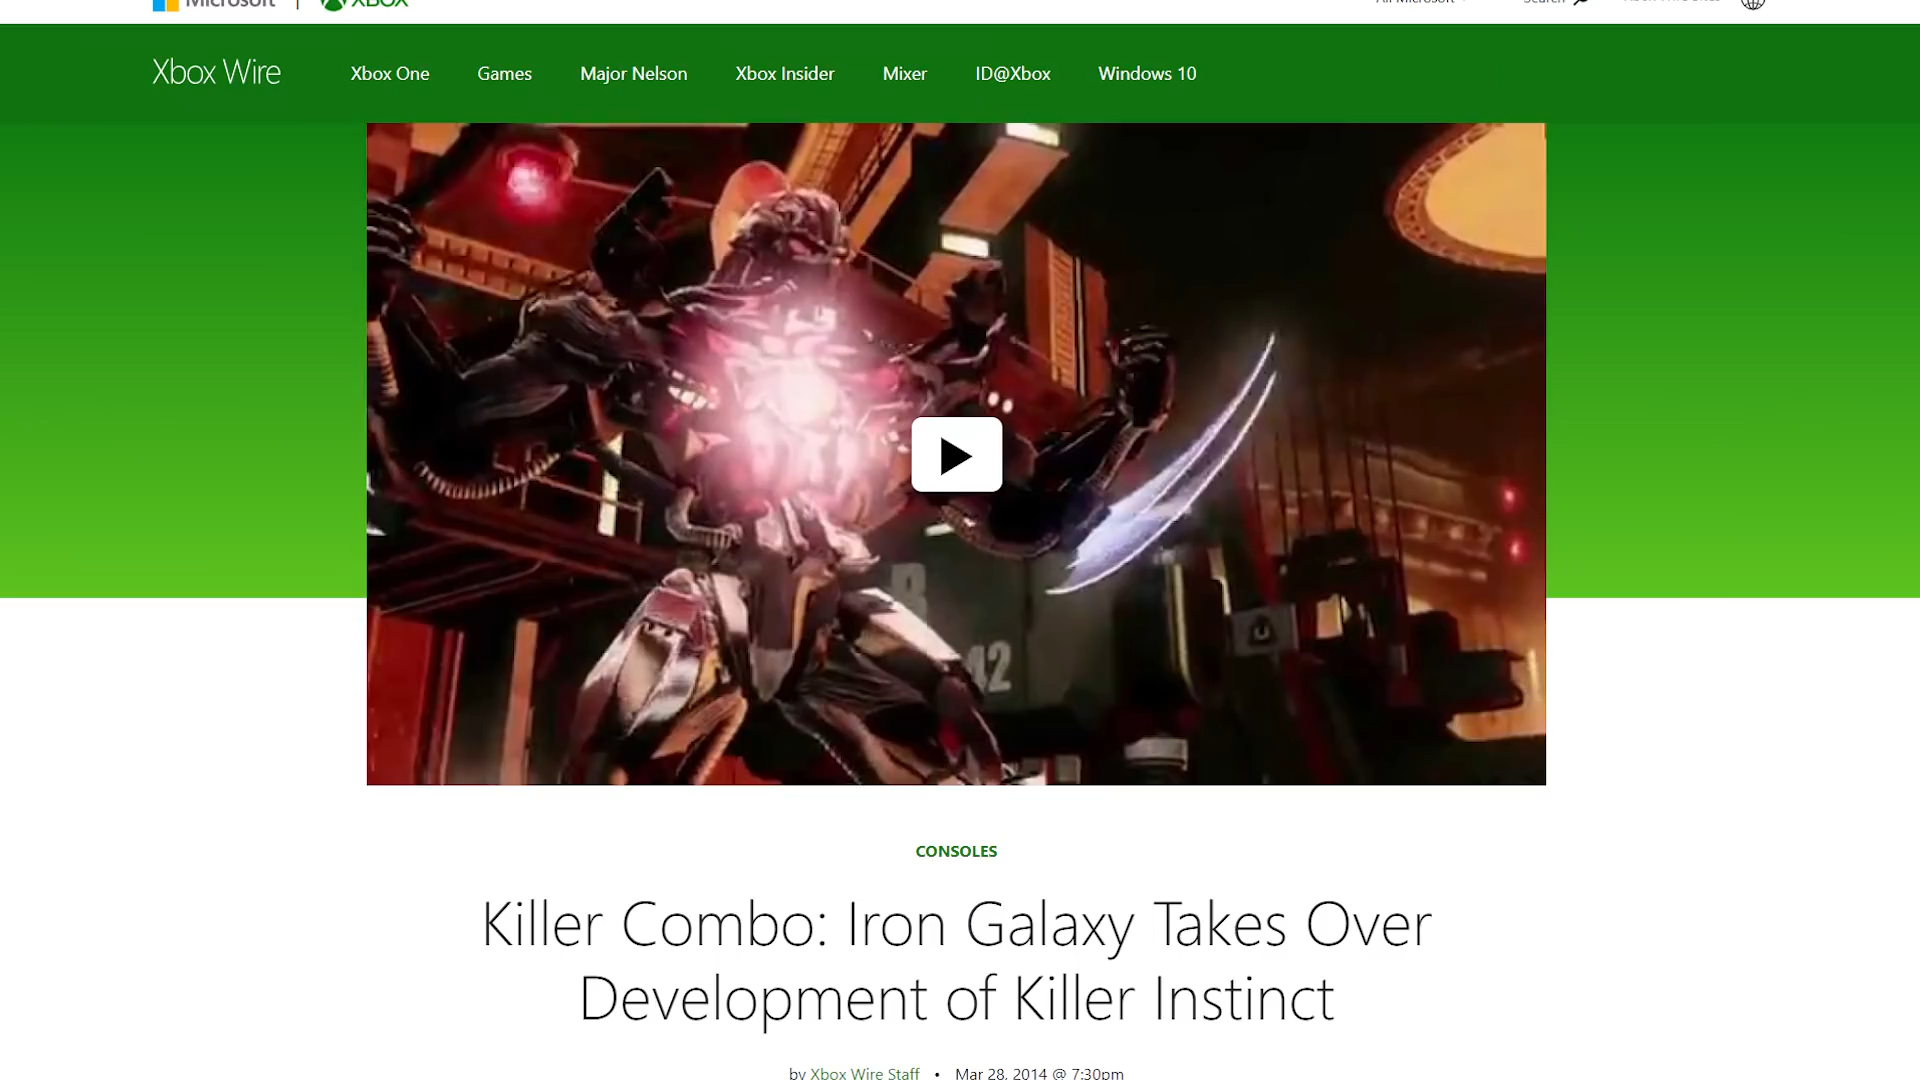 Microsoft | XBOX
Xbox Wire Xbox One Games Major Nelson Xbox Insider Mixer ID@Xbox Windows 10
B
42
CONSOLES
Killer Combo: Iron Galaxy Takes Over
Development of Killer Instinct
by Xbox Wire Staff • Mar 28, 2014 @ 7:30pm